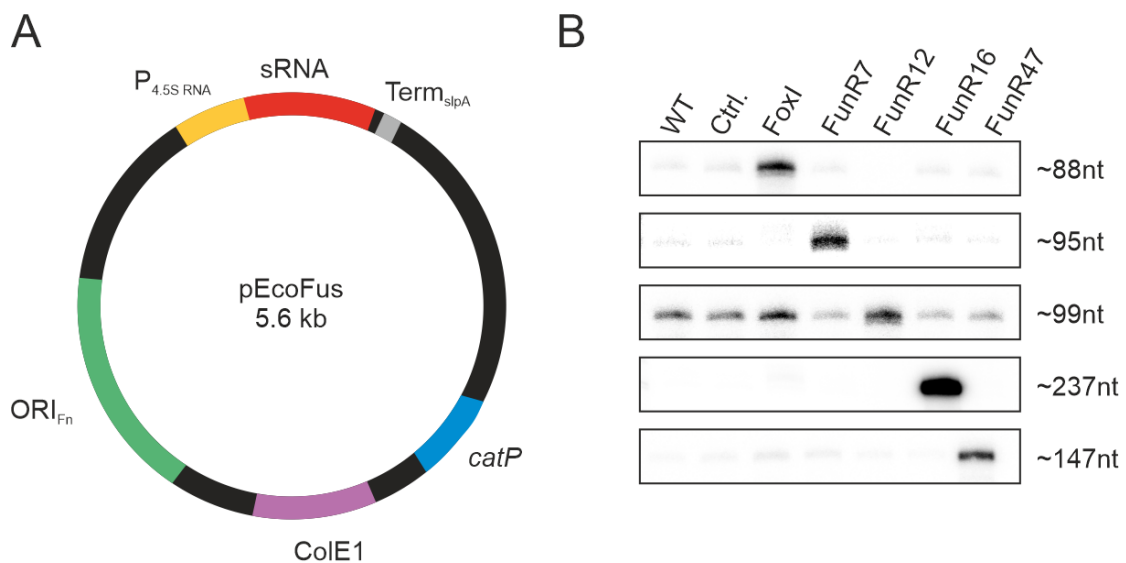 A
P4.5S RNA
sRNA
TermslpA
pEcoFus
5.6 kb
ORIFn
catP
ColE1
B
WT
Ctrl.
FoxI
FunR7
FunR12
FunR16
FunR47
~88nt
~95nt
~99nt
~237nt
~147nt